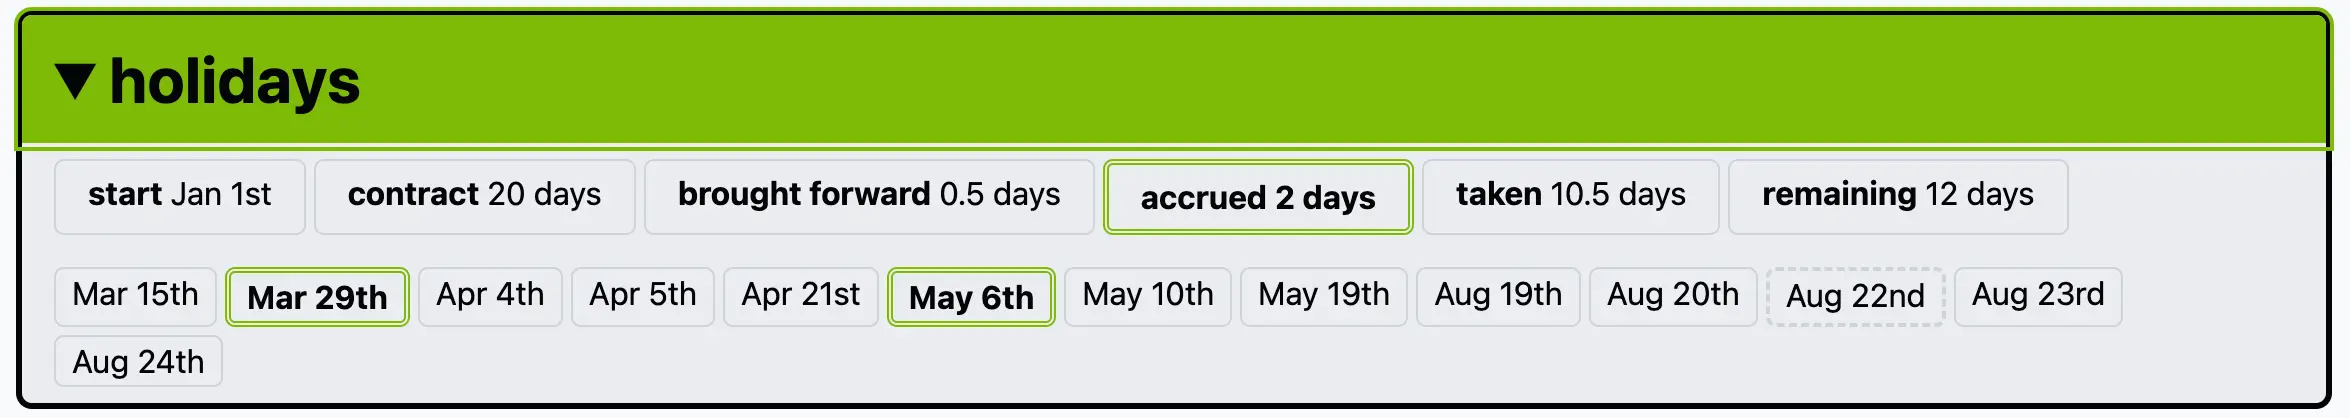 holidays
start Jan 1st contract 20 days brought forward 0.5 days accrued 2 days taken 10.5 days remaining 12 days
Mar 15th Mar 29th Apr 4th Apr 5th Apr 21st May 6th May 10th May 19th Aug 19th Aug 20th Aug 22nd Aug 23rd
Aug 24th